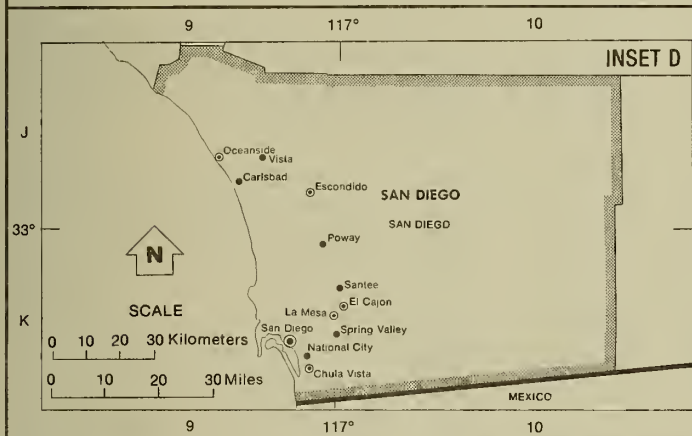 9 117° 10
INSET D
J
Oceanside
Vista
Carlsbad
Escondido
SAN DIEGO
SAN DIEGO
33°
Poway
N
Santee
El Cajon
SCALE
La Mesa
K
San Diego
Spring Valley
0 10 20 30 Kilometers
National City
Chula Vista
0 10 20 30 Miles
MEXICO
9 117° 10